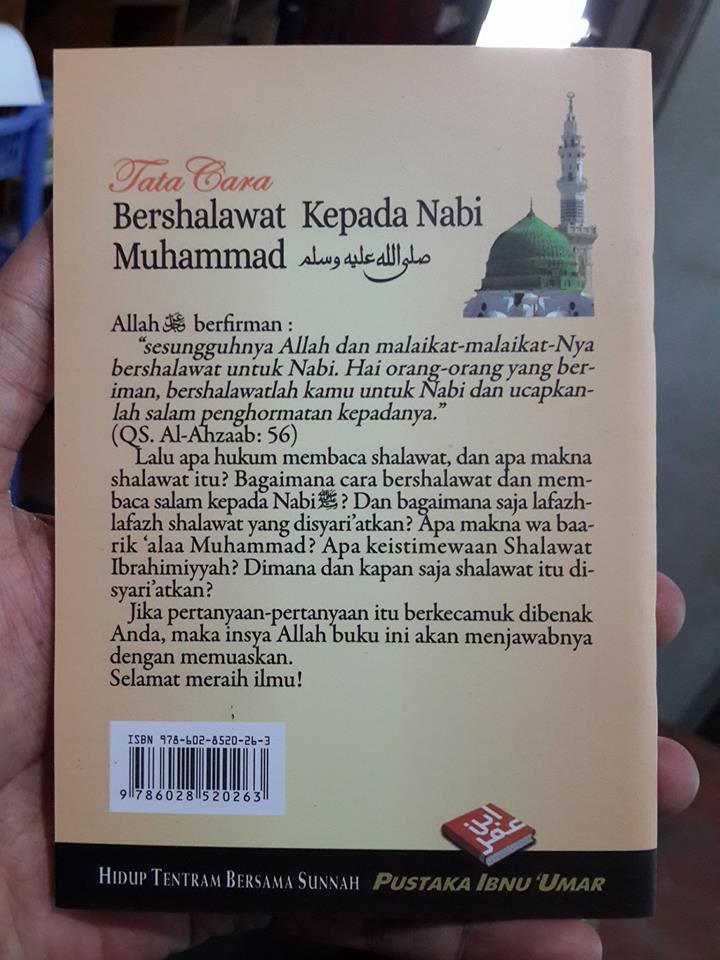 Tata Cara
Bershalawat Kepada Nabi
Muhammad صلى الله عليه وسلم
Allah ﷻ berfirman :
“sesungguhnya Allah dan malaikat-malaikat-Nya
bershalawat untuk Nabi. Hai orang-orang yang ber-
iman, bershalawatlah kamu untuk Nabi dan ucapkan-
lah salam penghormatan kepadanya.”
(QS. Al-Ahzaab: 56)
Lalu apa hukum membaca shalawat, dan apa makna
shalawat itu? Bagaimana cara bershalawat dan mem-
baca salam kepada Nabi ﷺ? Dan bagaimana saja lafazh-
lafazh shalawat yang disyari’atkan? Apa makna wa baa-
rik ‘alaa Muhammad? Apa keistimewaan Shalawat
Ibrahimiyyah? Dimana dan kapan saja shalawat itu di-
syari’atkan?
Jika pertanyaan-pertanyaan itu berkecamuk dibenak
Anda, maka insya Allah buku ini akan menjawabnya
dengan memuaskan.
Selamat meraih ilmu!
ISBN 978-602-8520-26-3
9 786028 520263
ابن عمر
HIDUP TENTRAM BERSAMA SUNNAH PUSTAKA IBNU ‘UMAR